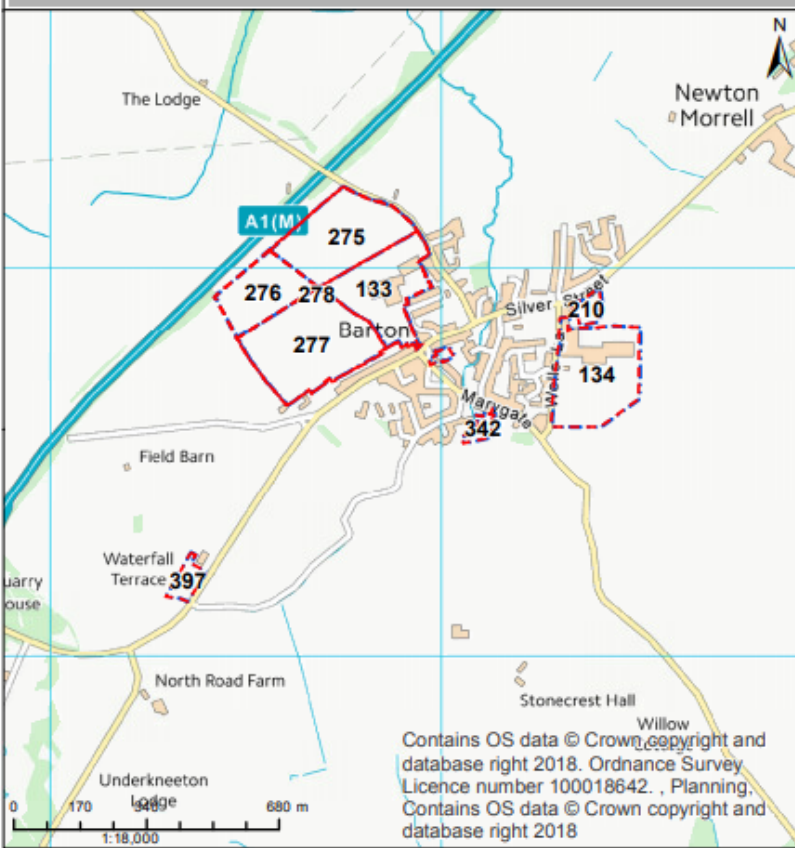 N
The Lodge
Newton
Morrell
A1(M)
275
276
278
133
Silver Street
210
Barton
277
134
Marygate
342
Field Barn
Waterfall
Terrace
397
uarry
ouse
North Road Farm
Stonecrest Hall
Willow
Underkneeton
Lodge
0 170 340 680 m
1:18,000
Contains OS data © Crown copyright and
database right 2018. Ordnance Survey
Licence number 100018642. , Planning,
Contains OS data © Crown copyright and
database right 2018